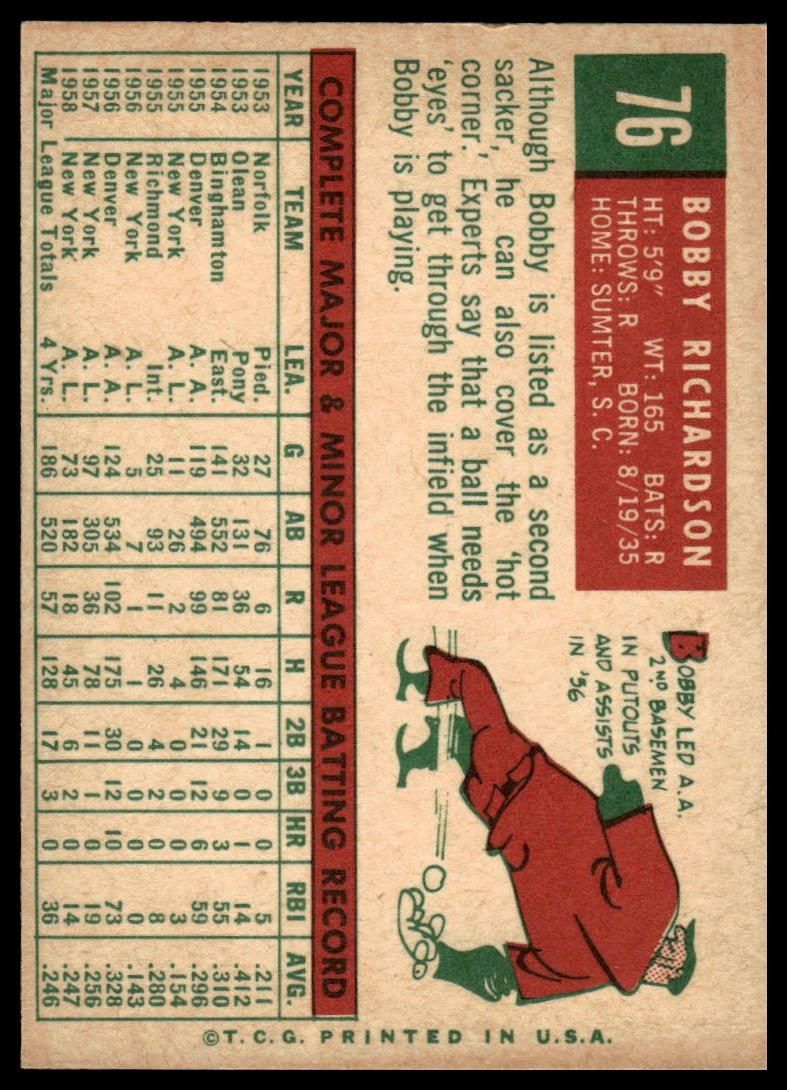 76
BOBBY RICHARDSON
HT: 5'9" WT: 165 BATS: R
THROWS: R BORN: 8/19/35
HOME: SUMTER, S. C.
Although Bobby is listed as a second
sacker, he can also cover the 'hot
corner.' Experts say that a ball needs
'eyes' to get through the infield when
Bobby is playing.
BOBBY LED A.A.
2ND BASEMEN
IN PUTOUTS
AND ASSISTS
IN '56
COMPLETE MAJOR & MINOR LEAGUE BATTING RECORD
YEAR TEAM LEA. G AB R H 2B 3B HR RBI AVG.
1953 Norfolk Pied. 27 76 6 16 1 0 0 5 .211
1953 Olean Pony 32 131 36 54 14 0 1 14 .412
1954 Binghamton East. 141 552 81 171 29 9 3 55 .310
1955 Denver A. A. 119 494 99 146 21 12 6 59 .296
1955 New York A. L. 11 26 2 4 0 0 0 3 .154
1955 Richmond Int. 25 93 11 26 4 2 0 8 .280
1956 New York A. L. 5 7 1 1 0 0 0 0 .143
1956 Denver A. A. 124 534 102 175 30 12 10 73 .328
1957 New York A. L. 97 305 36 78 11 1 0 19 .256
1958 New York A. L. 73 182 18 45 6 2 0 14 .247
Major League Totals 4 Yrs. 186 520 57 128 17 3 0 36 .246
©T. C. G. PRINTED IN U.S.A.